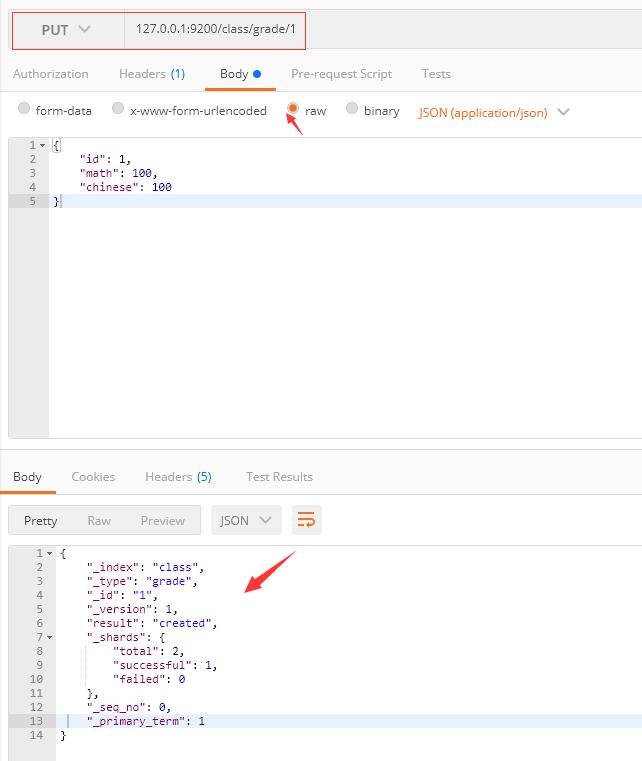 PUT 127.0.0.1:9200/class/grade/1
Authorization Headers (1) Body Pre-request Script Tests
form-data x-www-form-urlencoded raw binary JSON (application/json)
1 {
2 "id": 1,
3 "math": 100,
4 "chinese": 100
5 }
Body Cookies Headers (5) Test Results
Pretty Raw Preview JSON
1 {
2 "_index": "class",
3 "_type": "grade",
4 "_id": "1",
5 "_version": 1,
6 "result": "created",
7 "_shards": {
8 "total": 2,
9 "successful": 1,
10 "failed": 0
11 },
12 "_seq_no": 0,
13 "_primary_term": 1
14 }